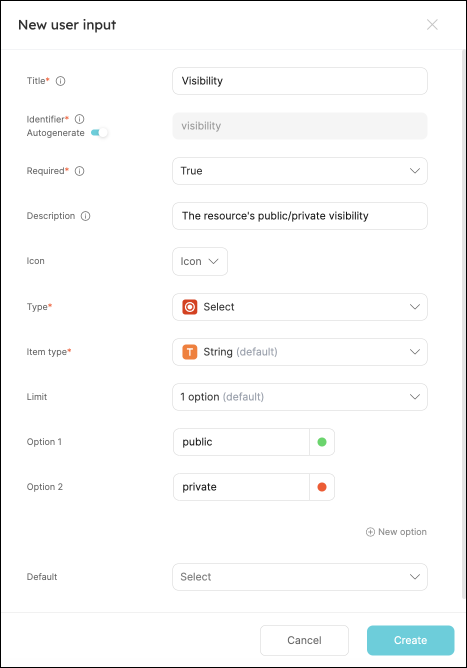 New user input
Title*
Visibility
Identifier*
Autogenerate
visibility
Required*
True
Description
The resource's public/private visibility
Icon
Icon
Type*
Select
Item type*
T String (default)
Limit
1 option (default)
Option 1
public
Option 2
private
New option
Default
Select
Cancel
Create